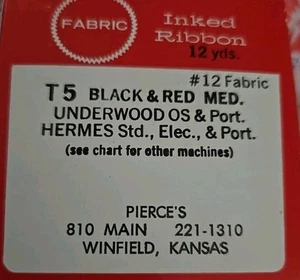 FABRIC
Inked
Ribbon
12 yds.
#12 Fabric
T5 BLACK & RED MED.
UNDERWOOD OS & Port.
HERMES Std., Elec., & Port.
(see chart for other machines)
PIERCE'S
810 MAIN 221-1310
WINFIELD, KANSAS